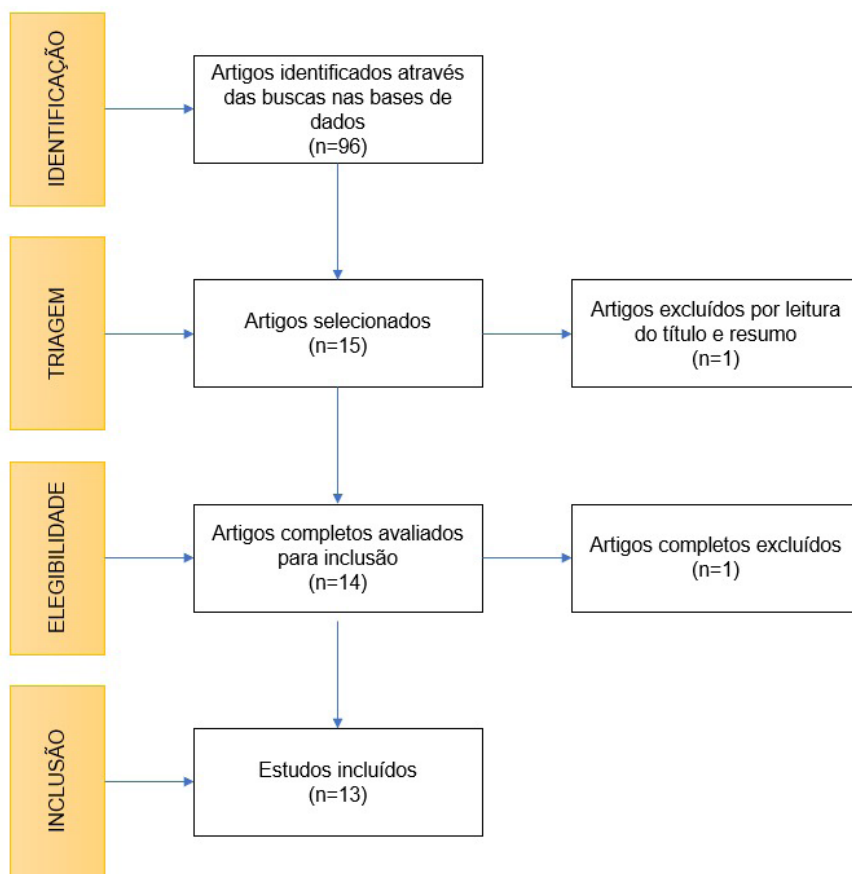 IDENTIFICAÇÃO
Artigos identificados através
das buscas nas bases de
dados
(n=96)
TRIAGEM
Artigos selecionados
(n=15)
Artigos excluídos por leitura
do título e resumo
(n=1)
ELEGIBILIDADE
Artigos completos avaliados
para inclusão
(n=14)
Artigos completos excluídos
(n=1)
INCLUSÃO
Estudos incluídos
(n=13)